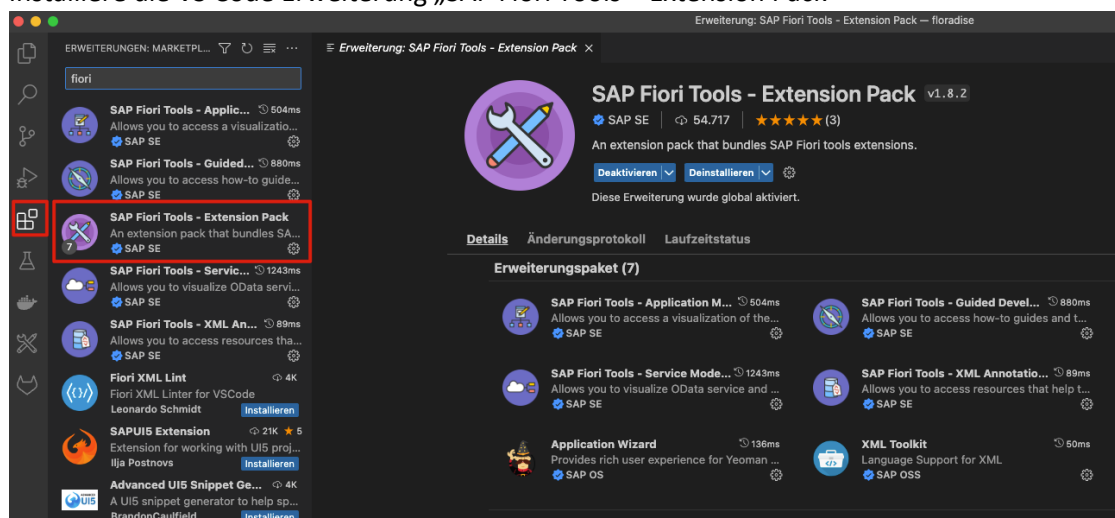 Installiere die VS Code Erweiterung „SAP Fiori Tools – Extension Pack“
Erweiterung: SAP Fiori Tools - Extension Pack — floradise
ERWEITERUNGEN: MARKETPL...
fiori
SAP Fiori Tools - Applic... 504ms
Allows you to access a visualizatio...
SAP SE
SAP Fiori Tools - Guided... 880ms
Allows you to access how-to guide...
SAP SE
SAP Fiori Tools - Extension Pack
An extension pack that bundles SA...
7 SAP SE
SAP Fiori Tools - Servic... 1243ms
Allows you to visualize OData servi...
SAP SE
SAP Fiori Tools - XML An... 89ms
Allows you to access resources tha...
SAP SE
Fiori XML Lint 4K
Fiori XML Linter for VSCode
Leonardo Schmidt Installieren
SAPUI5 Extension 21K ★ 5
Extension for working with UI5 proj...
Ilja Postnovs Installieren
Advanced UI5 Snippet Ge... 4K
UI5 A UI5 snippet generator to help sp...
BrandonCaulfield Installieren
Erweiterung: SAP Fiori Tools - Extension Pack ×
SAP Fiori Tools - Extension Pack v1.8.2
SAP SE | 54.717 | ★★★★★ (3)
An extension pack that bundles SAP Fiori tools extensions.
Deaktivieren Deinstallieren
Diese Erweiterung wurde global aktiviert.
Details Änderungsprotokoll Laufzeitstatus
Erweiterungspaket (7)
SAP Fiori Tools - Application M... 504ms
Allows you to access a visualization of the...
SAP SE
SAP Fiori Tools - Guided Devel... 880ms
Allows you to access how-to guides and t...
SAP SE
SAP Fiori Tools - Service Mode... 1243ms
Allows you to visualize OData service and ...
SAP SE
SAP Fiori Tools - XML Annotatio... 89ms
Allows you to access resources that help t...
SAP SE
Application Wizard 136ms
Provides rich user experience for Yeoman ...
SAP OS
XML Toolkit 50ms
Language Support for XML
SAP OSS